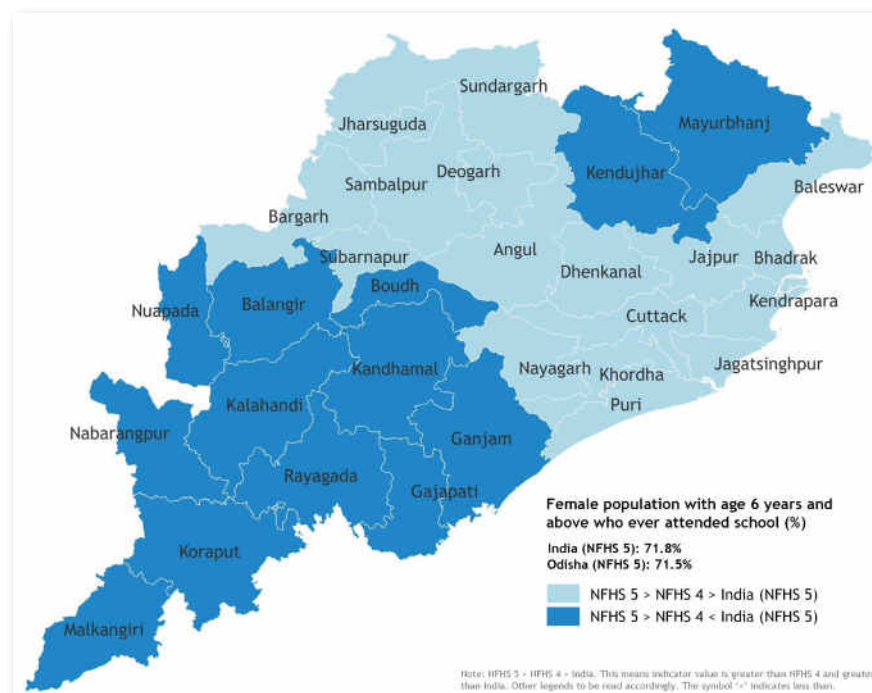 Sundargarh
Mayurbhanj
Jharsuguda
Kendujhar
Deogarh
Sambalpur
Baleswar
Bargarh
Angul
Subarnapur
Jajpur
Bhadrak
Dhenkanal
Boudh
Balangir
Nuapada
Kendrapara
Cuttack
Kandhamal
Nayagarh
Khordha
Jagatsinghpur
Kalahandi
Puri
Nabarangpur
Ganjam
Rayagada
Gajapati
Koraput
Malkangiri
Female population with age 6 years and
above who ever attended school (%)
India (NFHS 5): 71.8%
Odisha (NFHS 5): 71.5%
NFHS 5 > NFHS 4 > India (NFHS 5)
NFHS 5 > NFHS 4 < India (NFHS 5)
Note: NFHS 5 > NFHS 4 > India. This means indicator value is greater than NFHS 4 and greater
than India. Other legends to be read accordingly. The symbol '<' indicates less than.